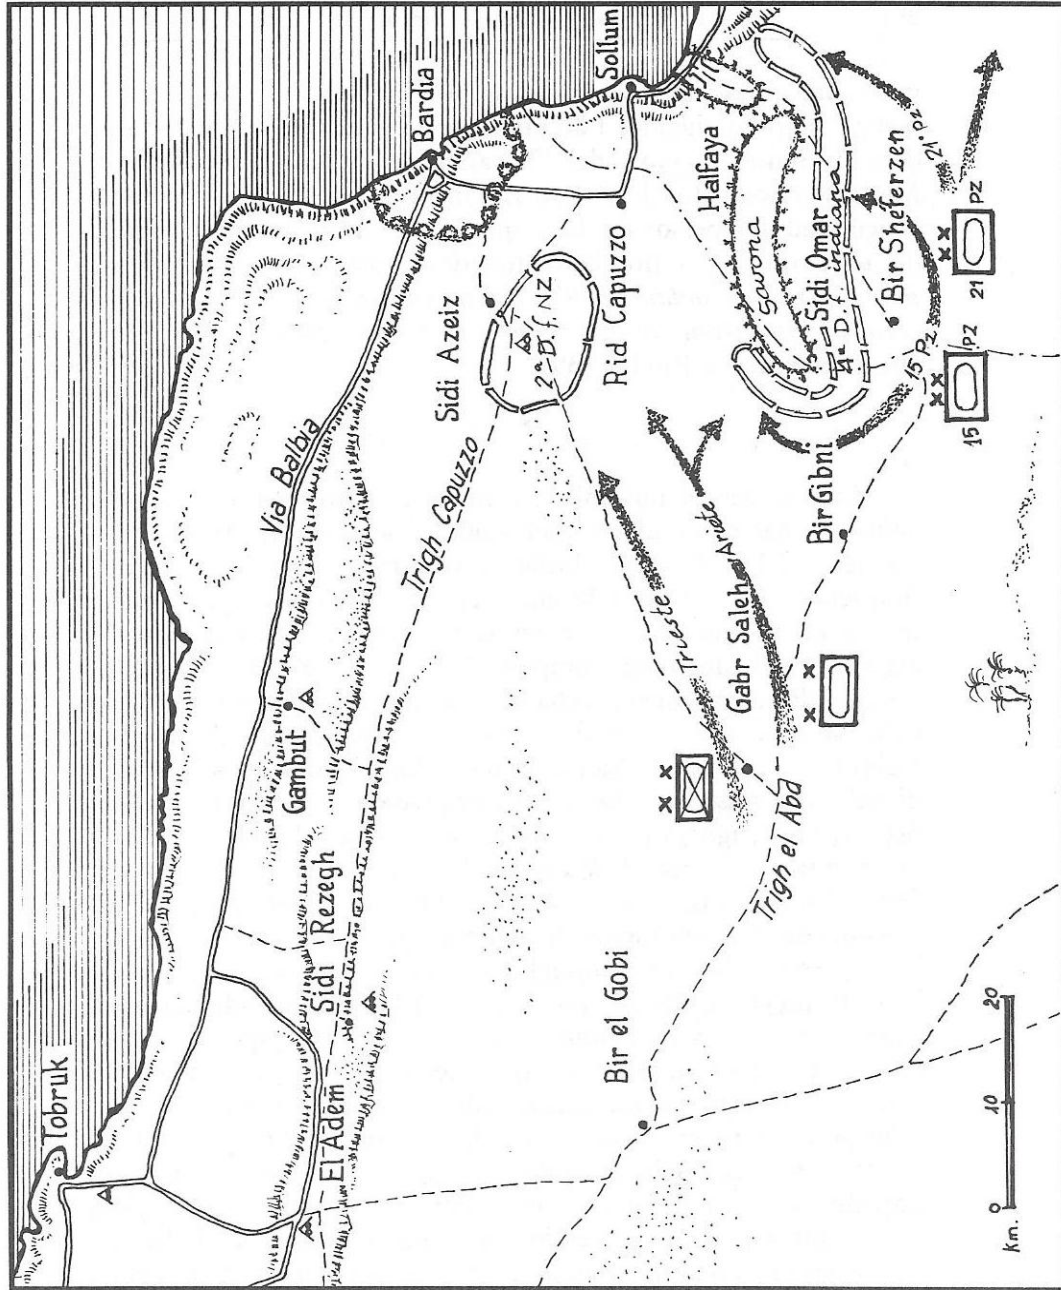 Tobruk
Bardia
Sollum
Via Balbia
Gambut
Sidi Azeiz
Halfaya
Savona
Sidi Omar
4ª D.f. indiana
2ª D.f. NZ
Rid Capuzzo
Trigh Capuzzo
Sidi Rezegh
El Adem
Bir Sheferzen
21ª Pz
15 Pz
21
PZ
15
PZ
Bir Gibni
Ariete
Trieste
Gabr Saleh
Trigh el Abd
Bir el Gobi
Km.
0
10
20